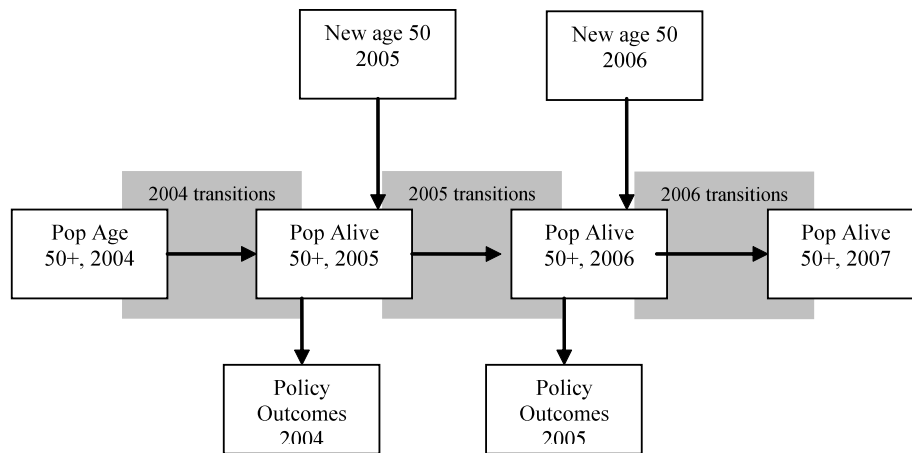 New age 50
2005
New age 50
2006
2004 transitions
2005 transitions
2006 transitions
Pop Age
50+, 2004
Pop Alive
50+, 2005
Pop Alive
50+, 2006
Pop Alive
50+, 2007
Policy
Outcomes
2004
Policy
Outcomes
2005